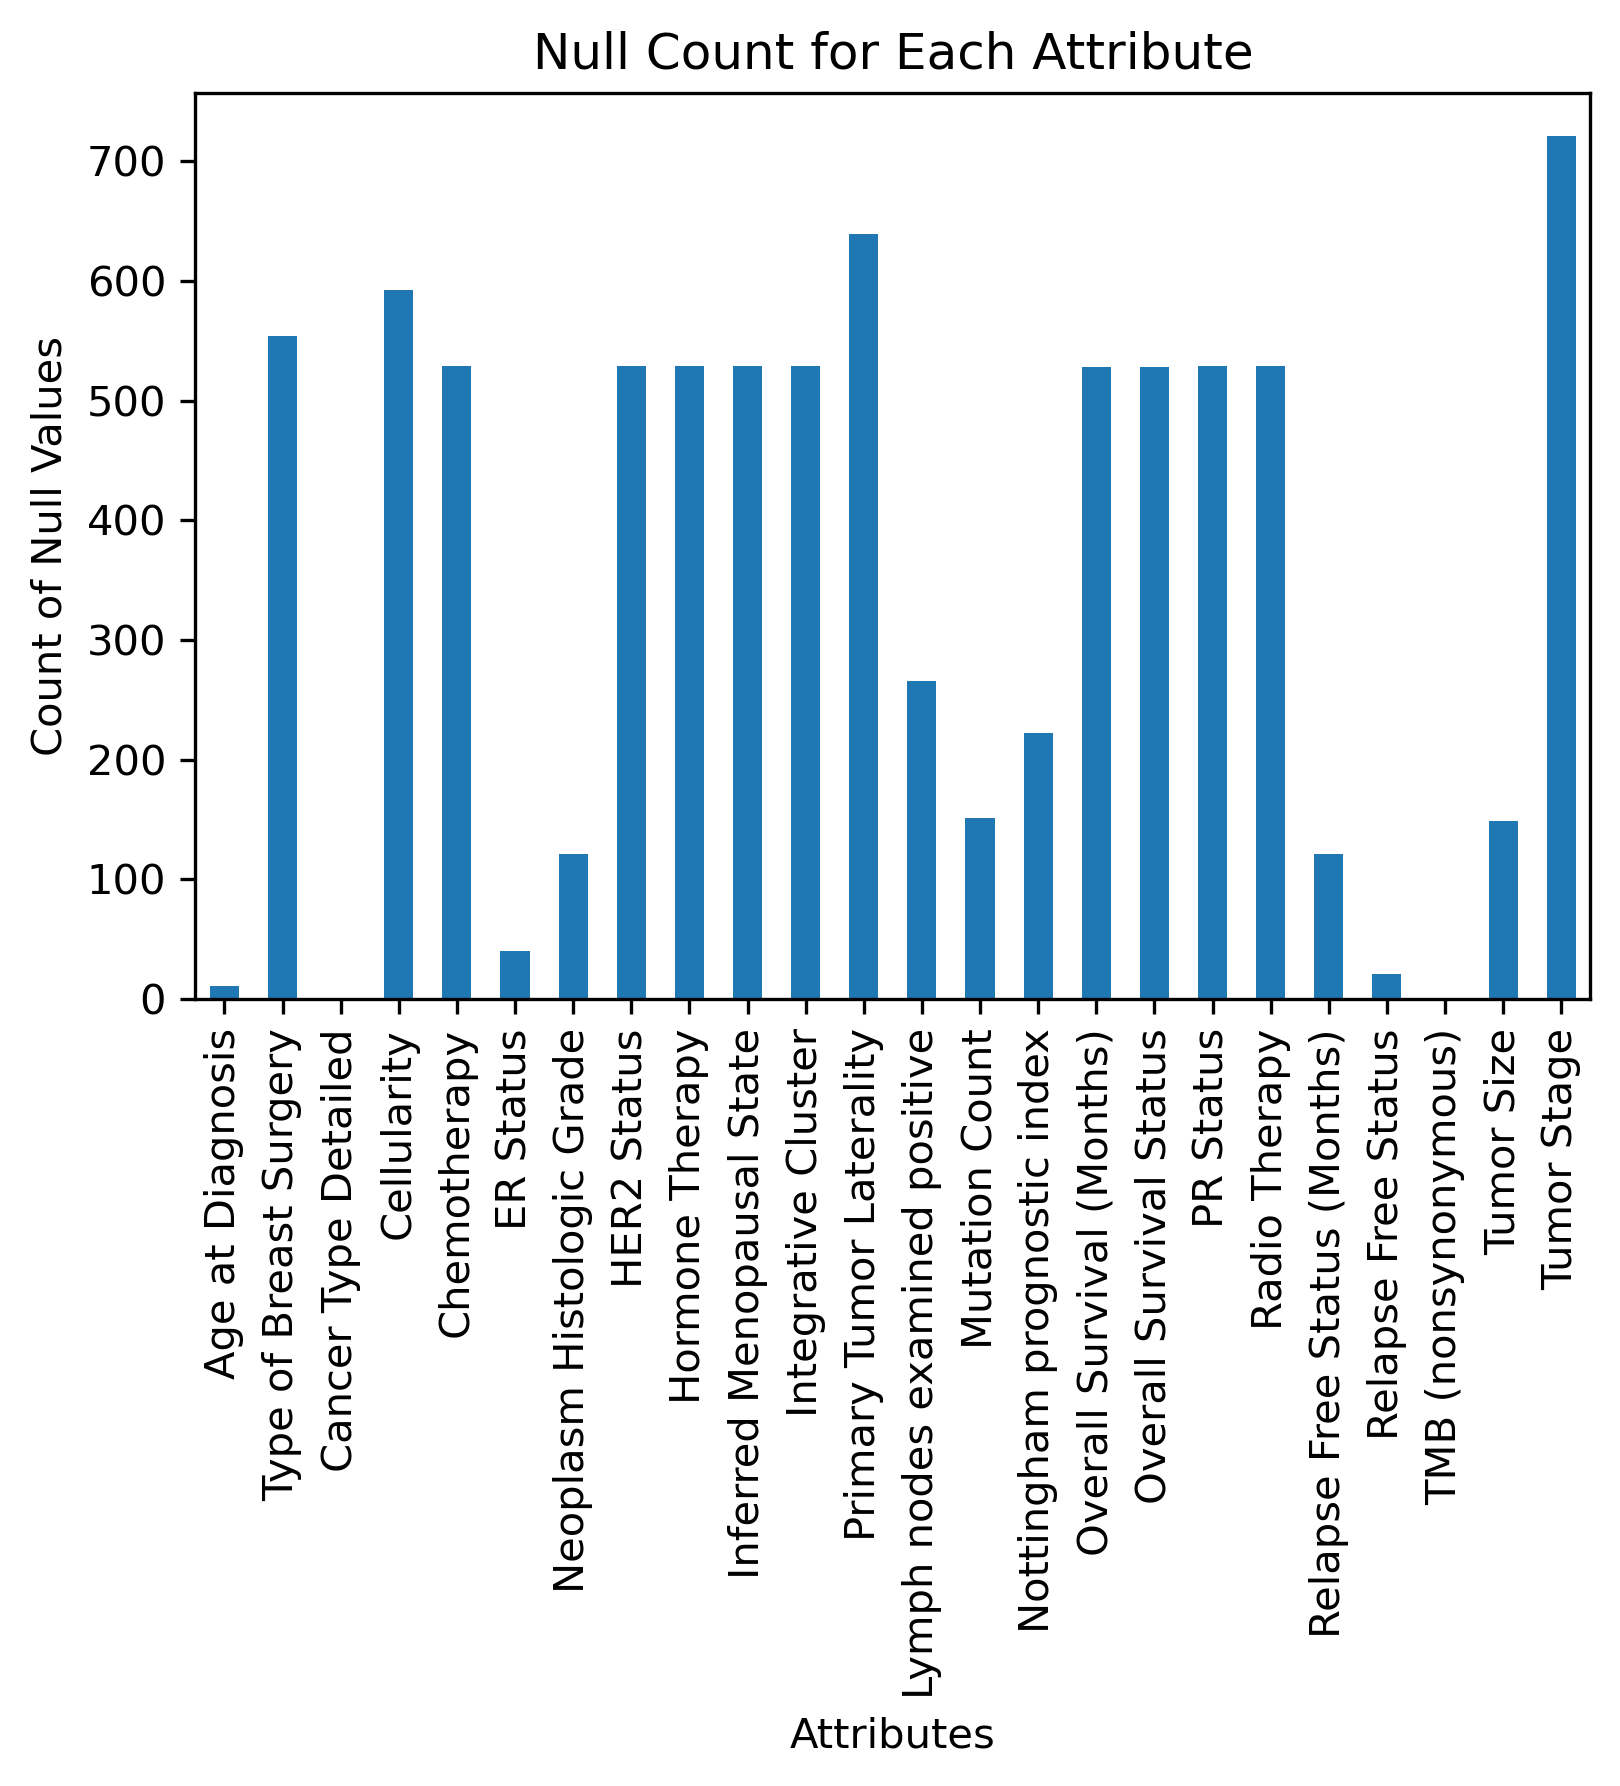 Null Count for Each Attribute
Count of Null Values
700
600
500
400
300
200
100
0
Age at Diagnosis
Type of Breast Surgery
Cancer Type Detailed
Cellularity
Chemotherapy
ER Status
Neoplasm Histologic Grade
HER2 Status
Hormone Therapy
Inferred Menopausal State
Integrative Cluster
Primary Tumor Laterality
Lymph nodes examined positive
Mutation Count
Nottingham prognostic index
Overall Survival (Months)
Overall Survival Status
PR Status
Radio Therapy
Relapse Free Status (Months)
Relapse Free Status
TMB (nonsynonymous)
Tumor Size
Tumor Stage
Attributes